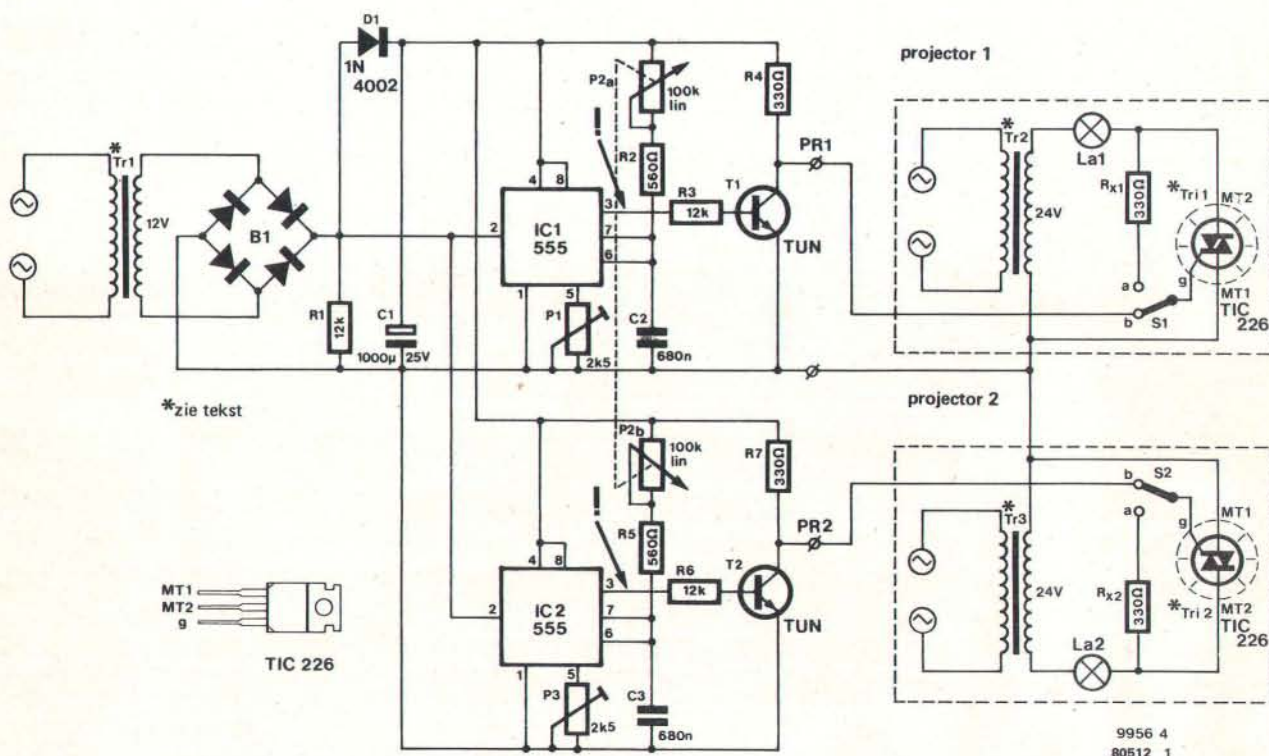 D1
1N
4002
projector 1
P2a
100k
lin
R4
330Ω
PR1
*
Tr1
12V
B1
R1
12k
C1
1000µ
25V
4
8
2
IC1
555
3
7
6
1
5
P1
2k5
!
R2
560Ω
R3
12k
T1
TUN
C2
680n
*
Tr2
24V
La1
Rx1
330Ω
*Tri 1
MT2
g
MT1
TIC
226
a
b
S1
*zie tekst
projector 2
P2b
100k
lin
R7
330Ω
PR2
!
R5
560Ω
R6
12k
T2
TUN
4
8
2
IC2
555
3
7
6
1
5
P3
2k5
C3
680n
b
S2
a
g
MT1
*
Tr3
24V
Rx2
330Ω
*Tri 2
MT2
TIC
226
La2
MT1
MT2
g
TIC 226
9956 4
80512 1